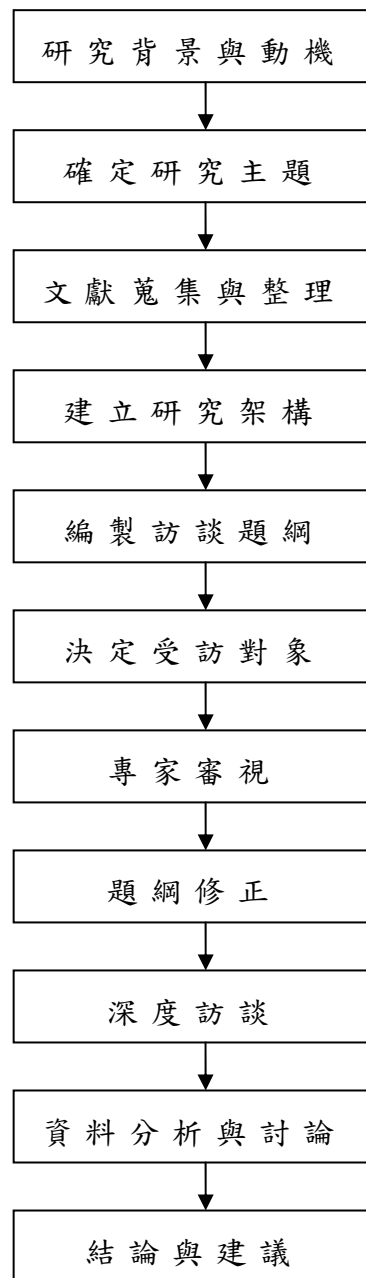 研究背景與動機
確定研究主題
文獻蒐集與整理
建立研究架構
編製訪談題綱
決定受訪對象
專家審視
題綱修正
深度訪談
資料分析與討論
結論與建議